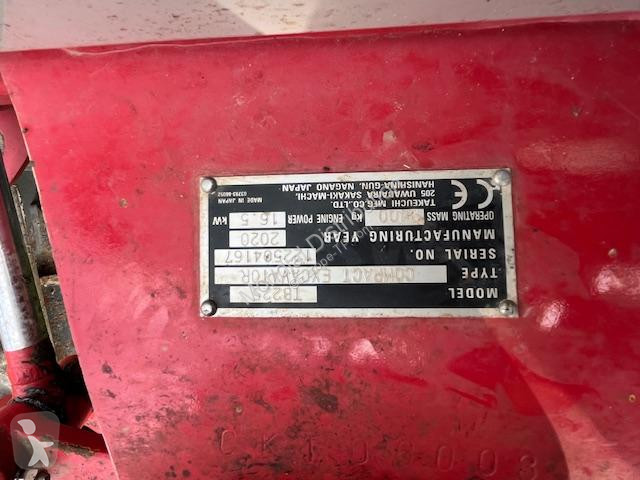 MODEL TB225
TYPE COMPACT EXCAVATOR
SERIAL NO. 122504167
MANUFACTURING YEAR 2020
OPERATING MASS kg ENGINE POWER 16.5 kW
TAKEUCHI MFG.CO.,LTD.
205 UWADAIRA SAKAKI-MACHI,
HANISHINA-GUN, NAGANO JAPAN
MADE IN JAPAN
CE